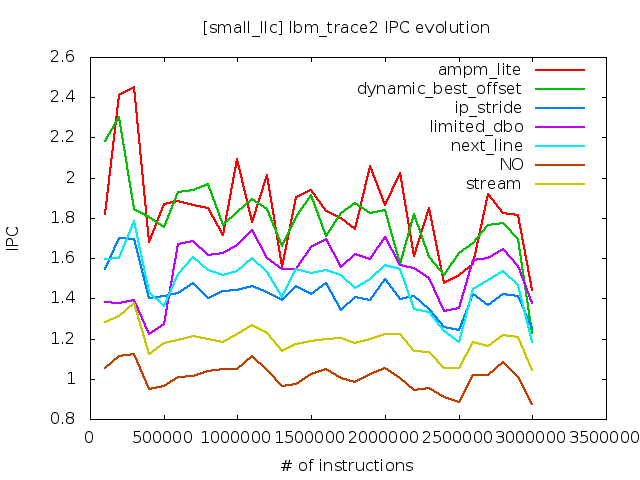 [small_llc] lbm_trace2 IPC evolution
2.6
2.4
2.2
2
1.8
1.6
1.4
1.2
1
0.8
IPC
ampm_lite
dynamic_best_offset
ip_stride
limited_dbo
next_line
NO
stream
0 500000 1000000 1500000 2000000 2500000 3000000 3500000
# of instructions